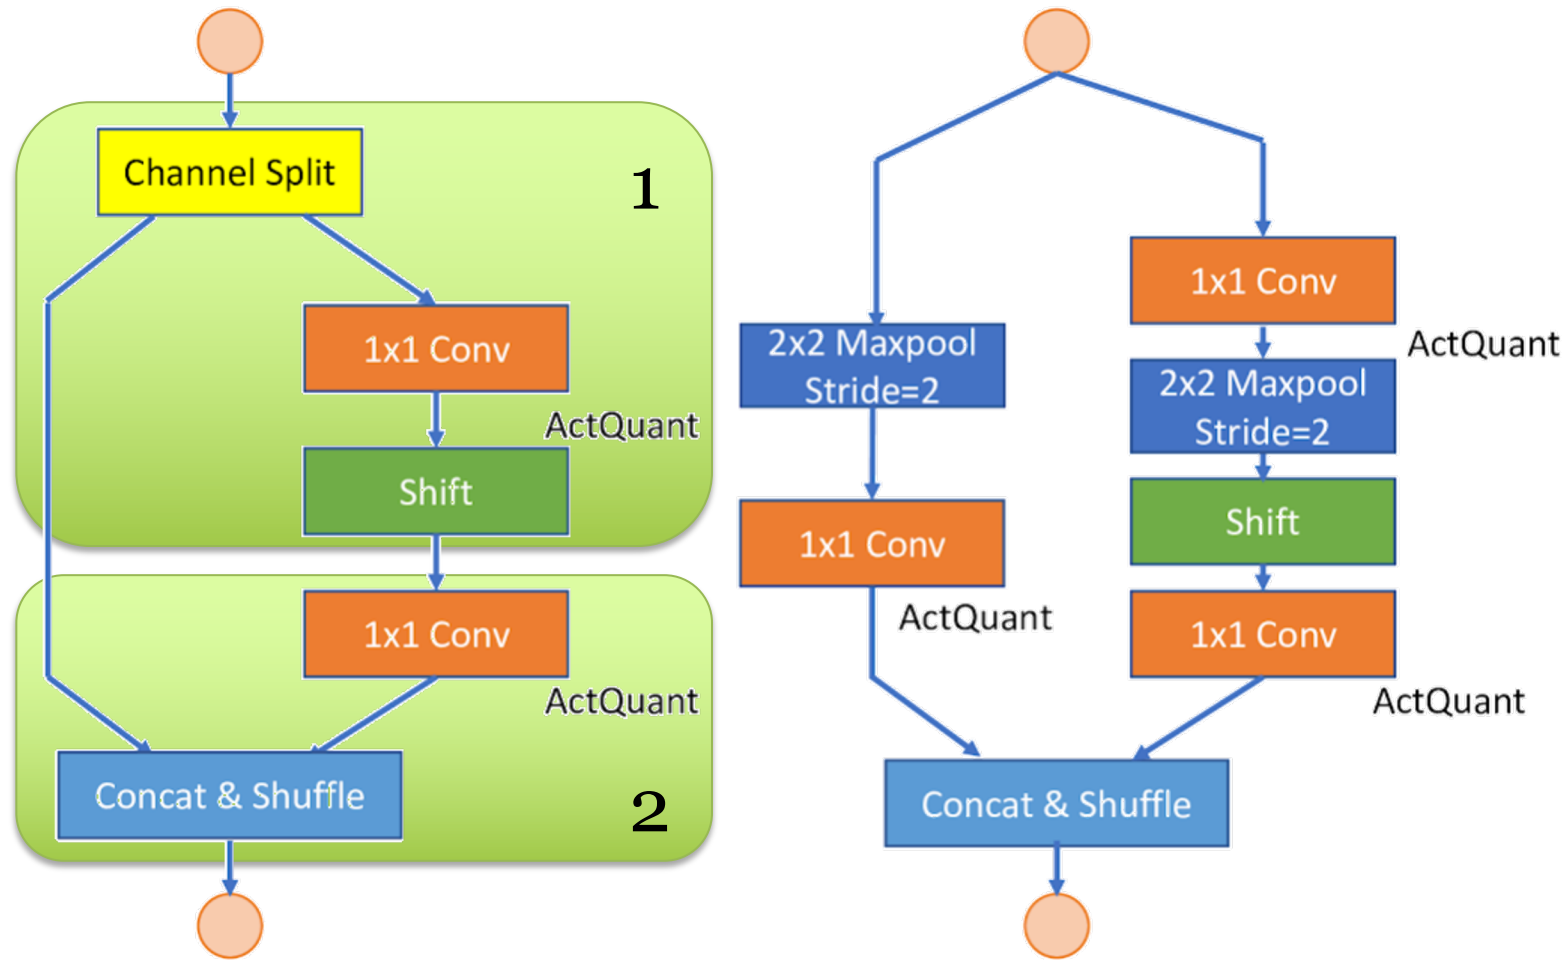 Channel Split
1
1x1 Conv
ActQuant
Shift
1x1 Conv
ActQuant
Concat & Shuffle
2
2x2 Maxpool
Stride=2
1x1 Conv
ActQuant
1x1 Conv
ActQuant
2x2 Maxpool
Stride=2
Shift
1x1 Conv
ActQuant
Concat & Shuffle